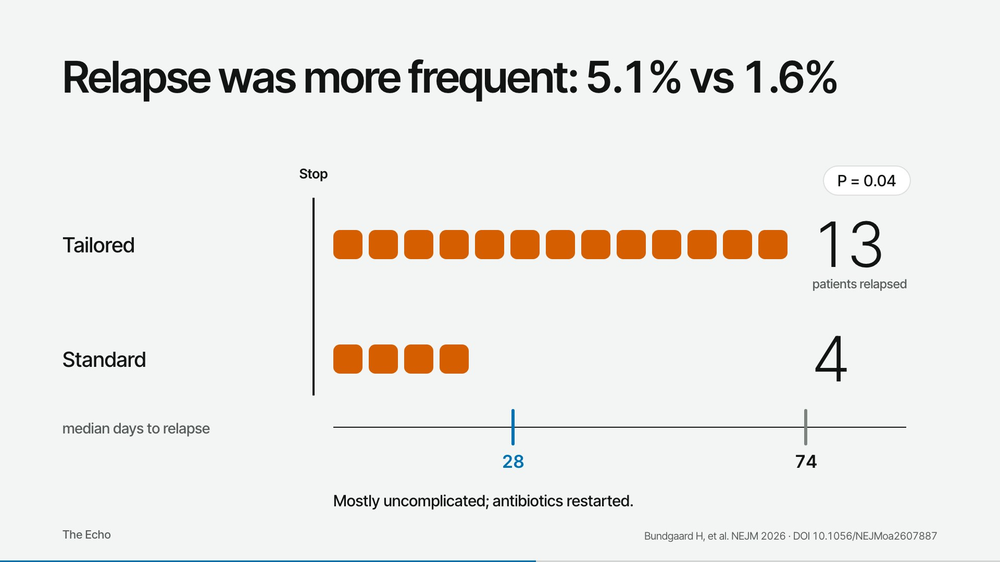 Relapse was more frequent: 5.1% vs 1.6%
Stop
P = 0.04
Tailored
13
patients relapsed
Standard
4
median days to relapse
28
74
Mostly uncomplicated; antibiotics restarted.
The Echo
Bundgaard H, et al. NEJM 2026 · DOI 10.1056/NEJMoa2607887